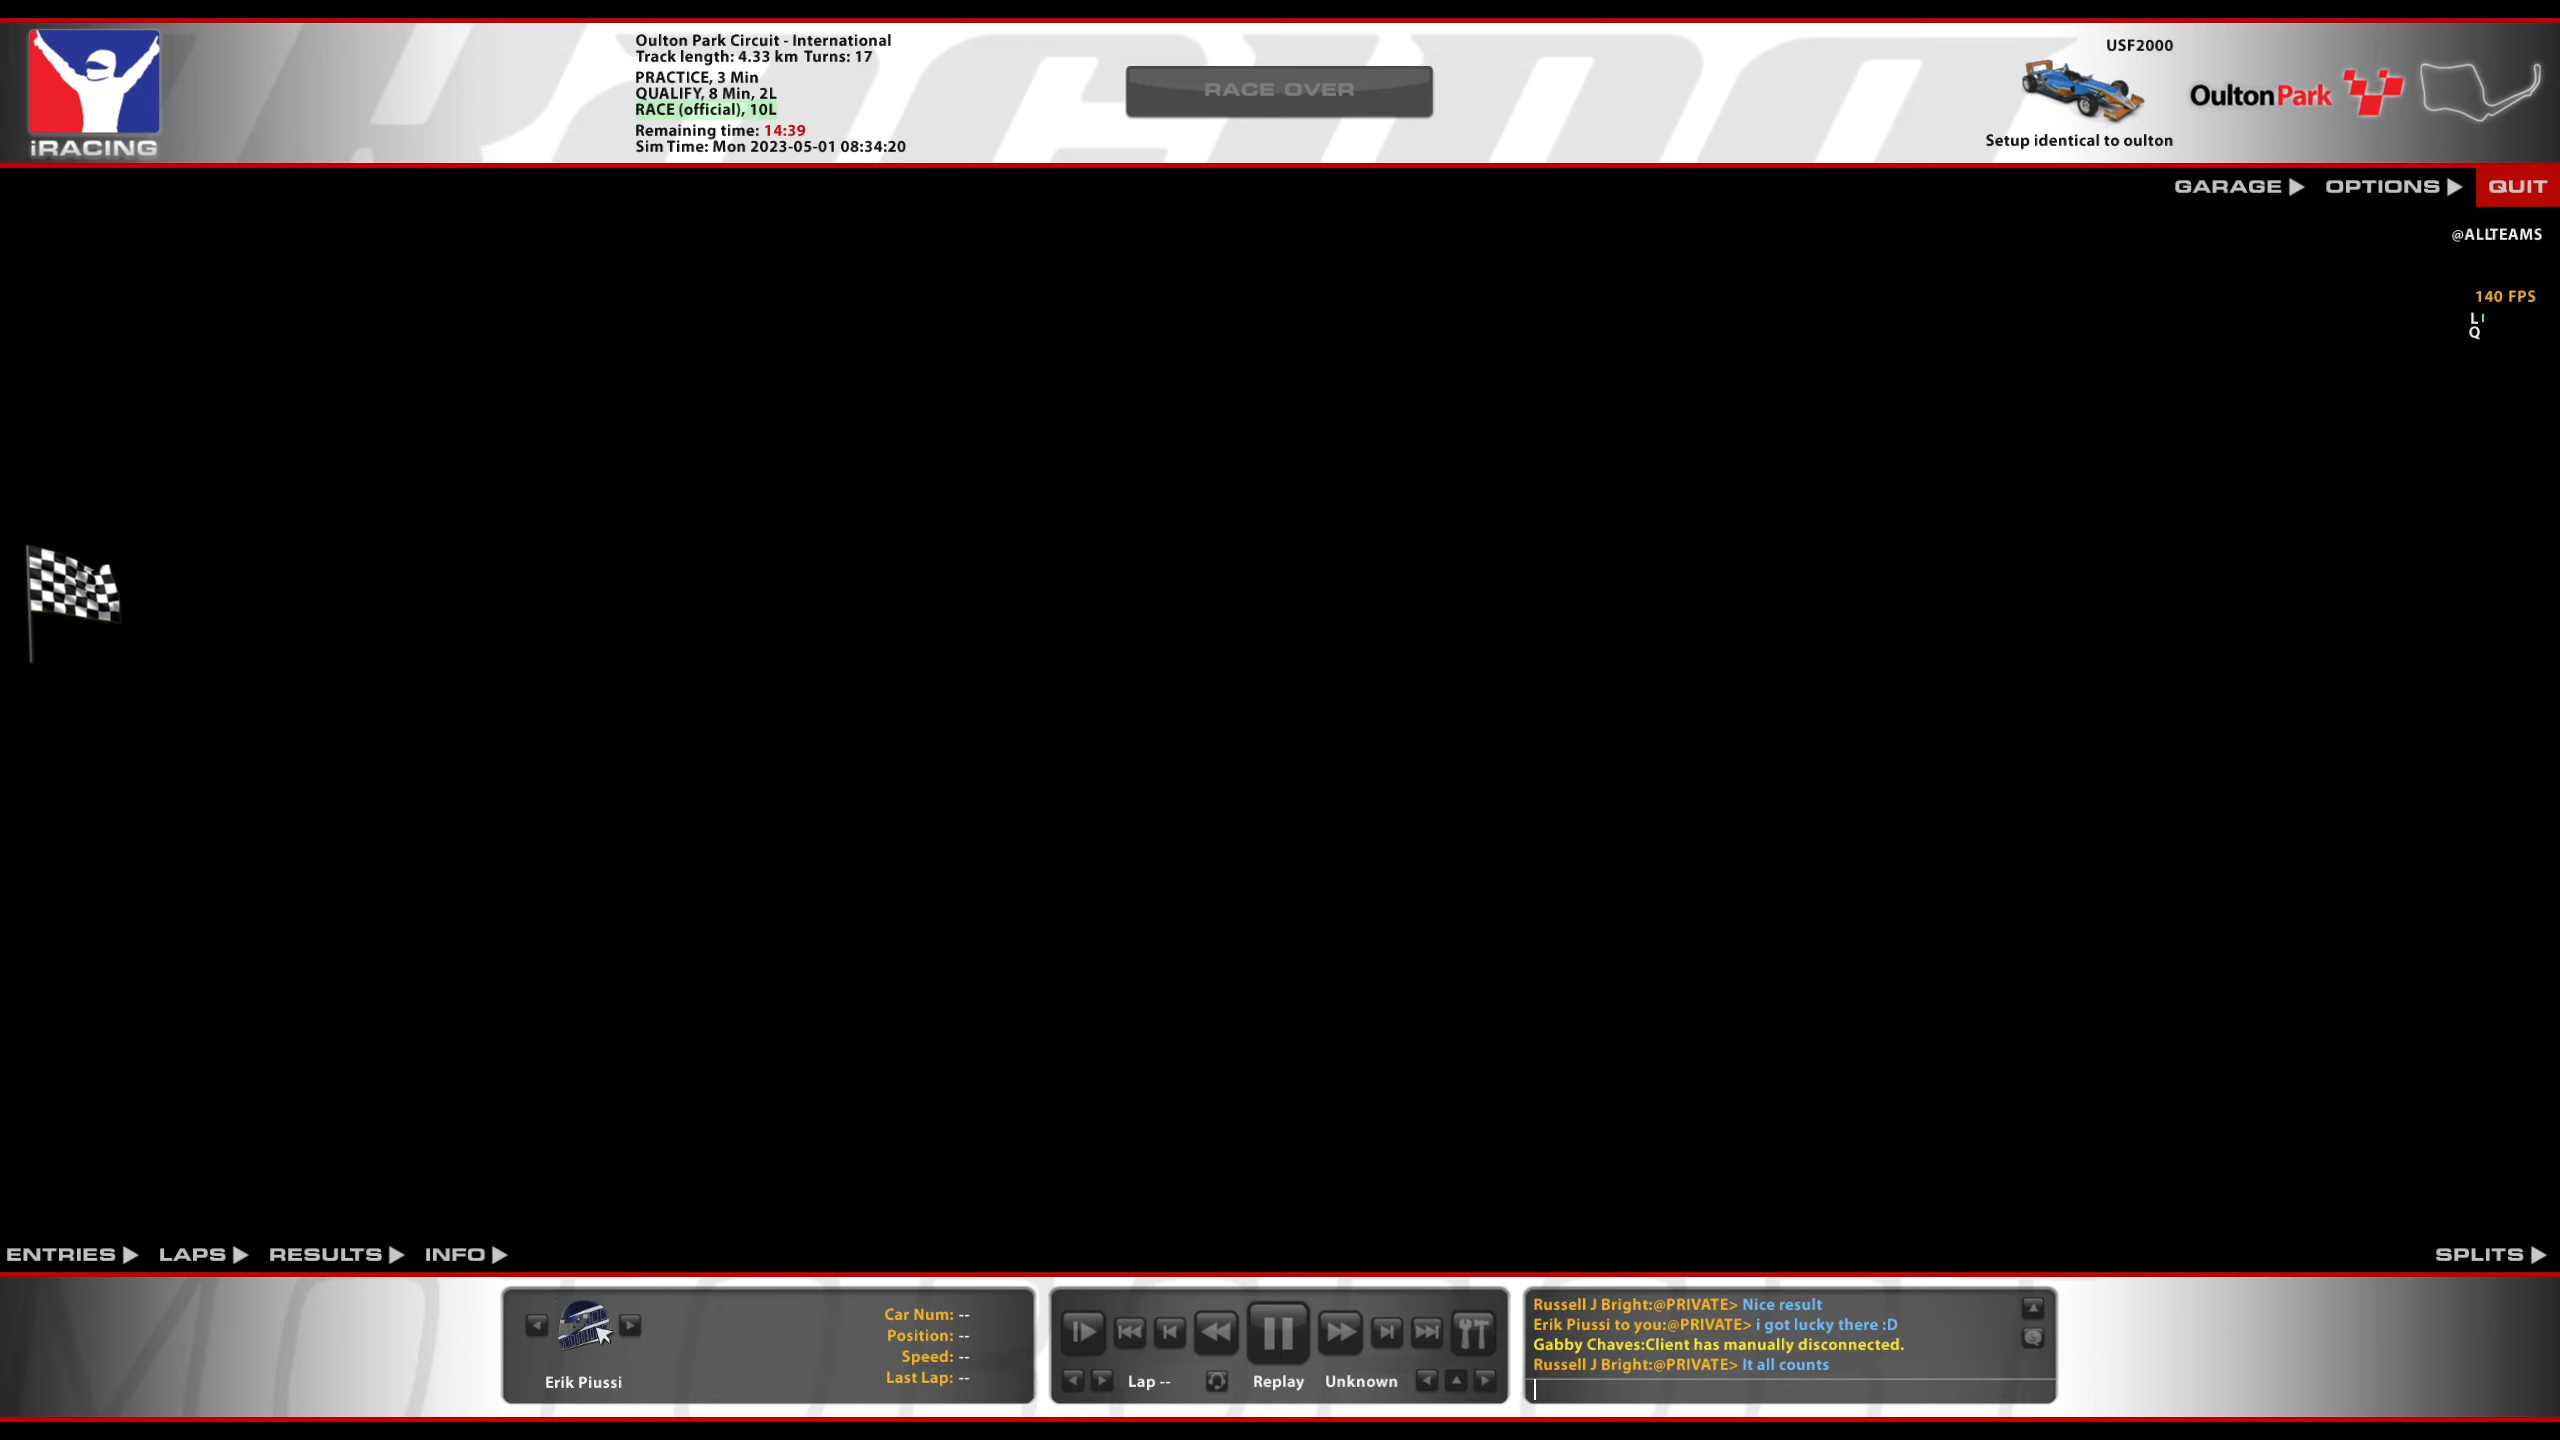 iRACING
Oulton Park Circuit - International
Track length: 4.33 km Turns: 17
PRACTICE, 3 Min
QUALIFY, 8 Min, 2L
RACE (official), 10L
Remaining time: 14:39
Sim Time: Mon 2023-05-01 08:34:20
RACE OVER
USF2000
Setup identical to oulton
OultonPark
GARAGE
OPTIONS
QUIT
@ALLTEAMS
140 FPS
L
Q
ENTRIES
LAPS
RESULTS
INFO
SPLITS
Erik Piussi
Car Num: --
Position: --
Speed: --
Last Lap: --
Lap --
Replay
Unknown
Russell J Bright:@PRIVATE> Nice result
Erik Piussi to you:@PRIVATE> i got lucky there :D
Gabby Chaves:Client has manually disconnected.
Russell J Bright:@PRIVATE> It all counts